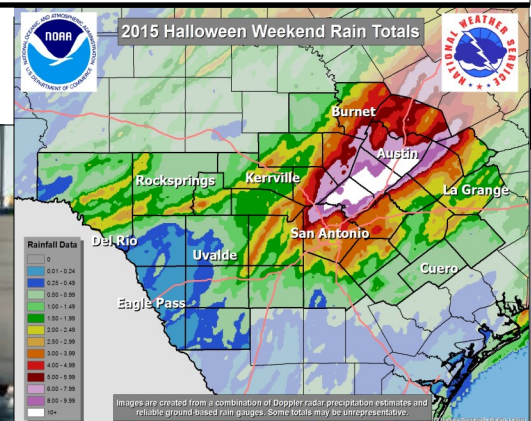 2015 Halloween Weekend Rain Totals
NATIONAL OCEANIC AND ATMOSPHERIC ADMINISTRATION
NOAA
U.S. DEPARTMENT OF COMMERCE
NATIONAL WEATHER SERVICE
Burnet
Austin
Rocksprings
Kerrville
La Grange
Del Rio
San Antonio
Uvalde
Cuero
Eagle Pass
Rainfall Data
0
0.01 - 0.24
0.25 - 0.49
0.50 - 0.99
1.00 - 1.49
1.50 - 1.99
2.00 - 2.49
2.50 - 2.99
3.00 - 3.99
4.00 - 4.99
5.00 - 5.99
6.00 - 7.99
8.00 - 9.99
10+
Images are created from a combination of Doppler radar precipitation estimates and
reliable ground-based rain gauges. Some totals may be unrepresentative.